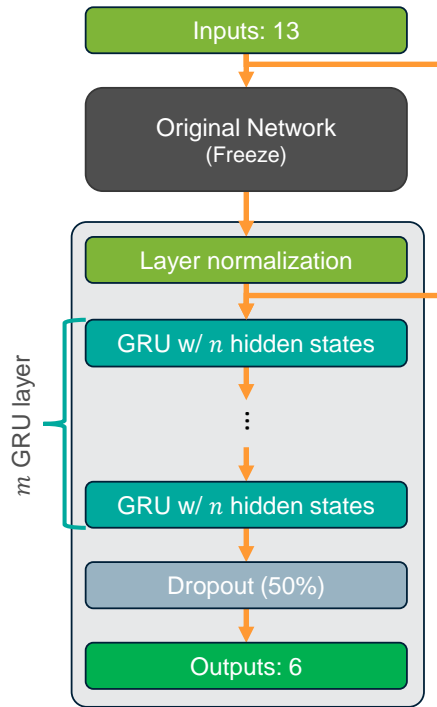 Inputs: 13
Original Network
(Freeze)
Layer normalization
GRU w/ n hidden states
...
m GRU layer
GRU w/ n hidden states
Dropout (50%)
Outputs: 6